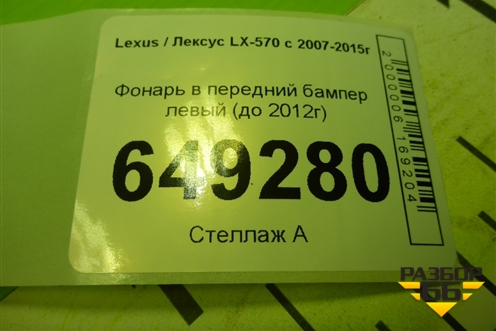 Lexus / Лексус LX-570 с 2007-2015г
Фонарь в передний бампер
левый (до 2012г)
649280
Стеллаж А
2000006169204
РАЗБОР
66